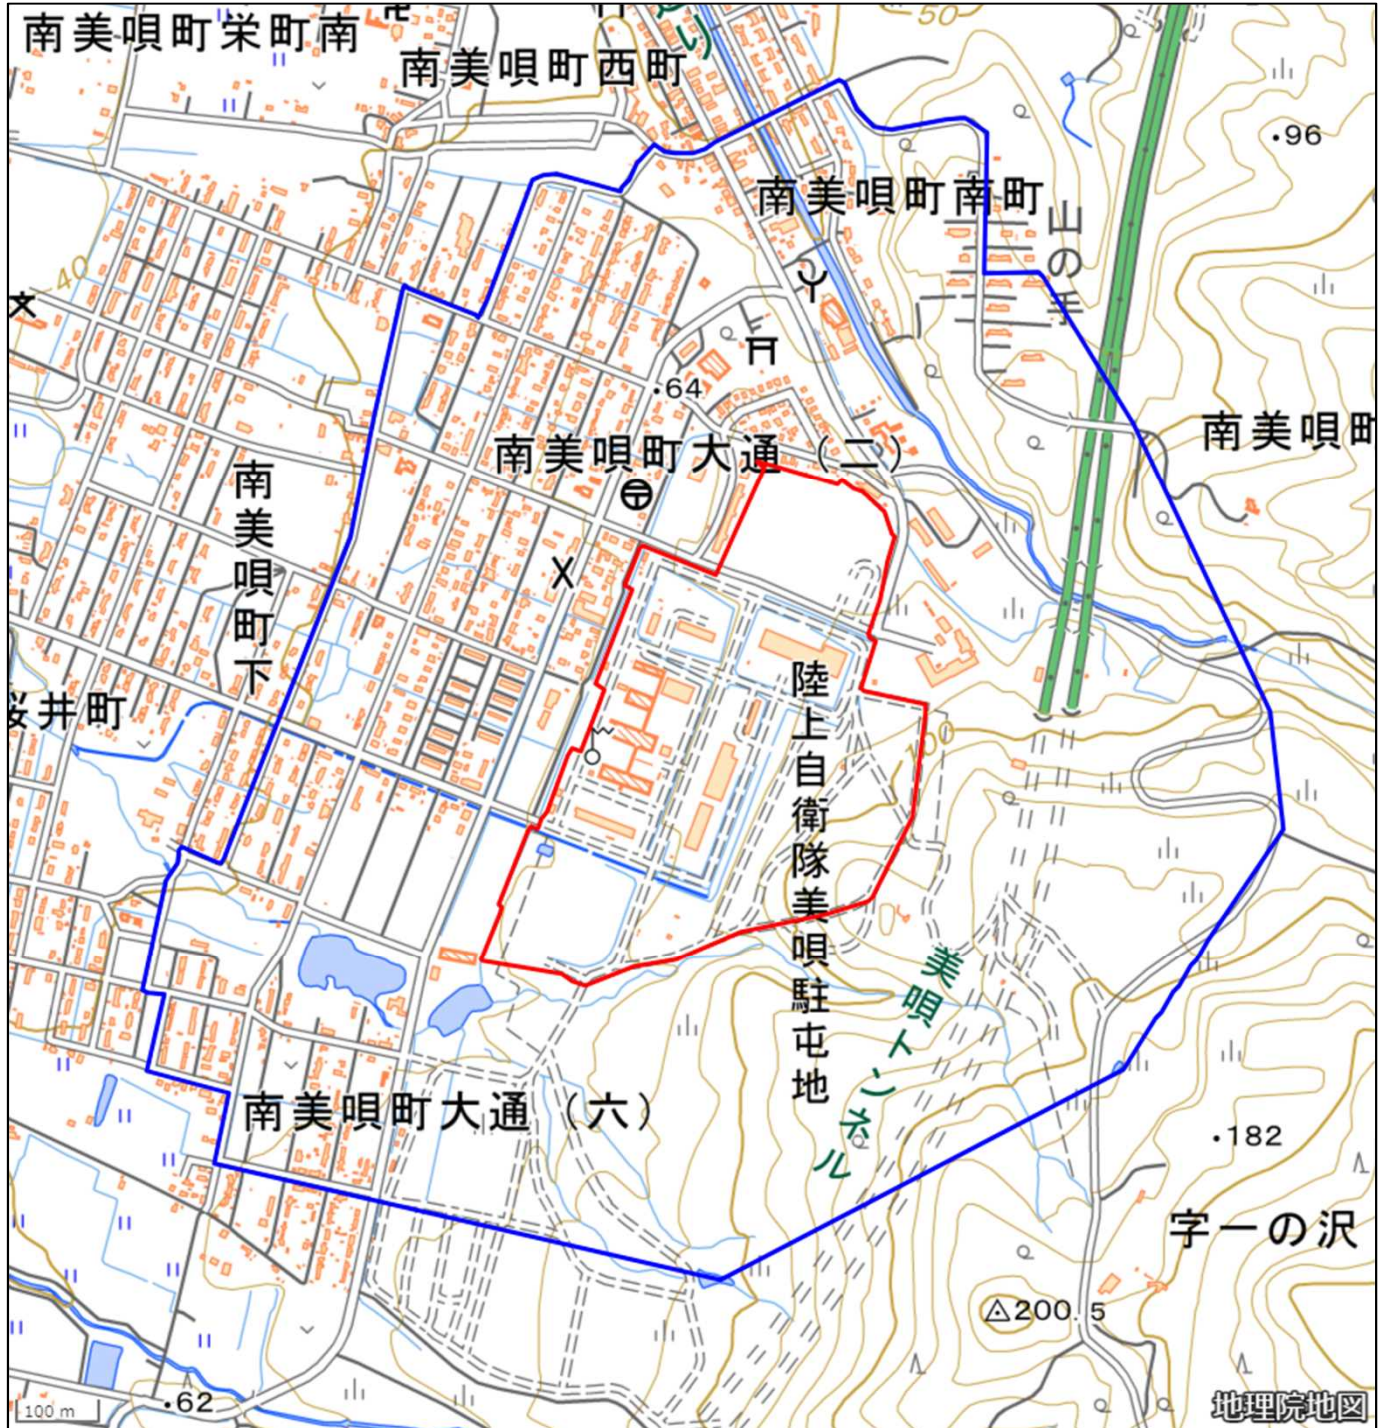 50
南美唄町栄町南
南美唄町西町
・96
南美唄町南町
山の手
40
・64
南美唄町
南美唄町大通（二）
南美唄町下
桜井町
陸上自衛隊美唄駐屯地
100
美唄トンネル
南美唄町大通（六）
・182
字一の沢
200.5
・62
100 m
地理院地図